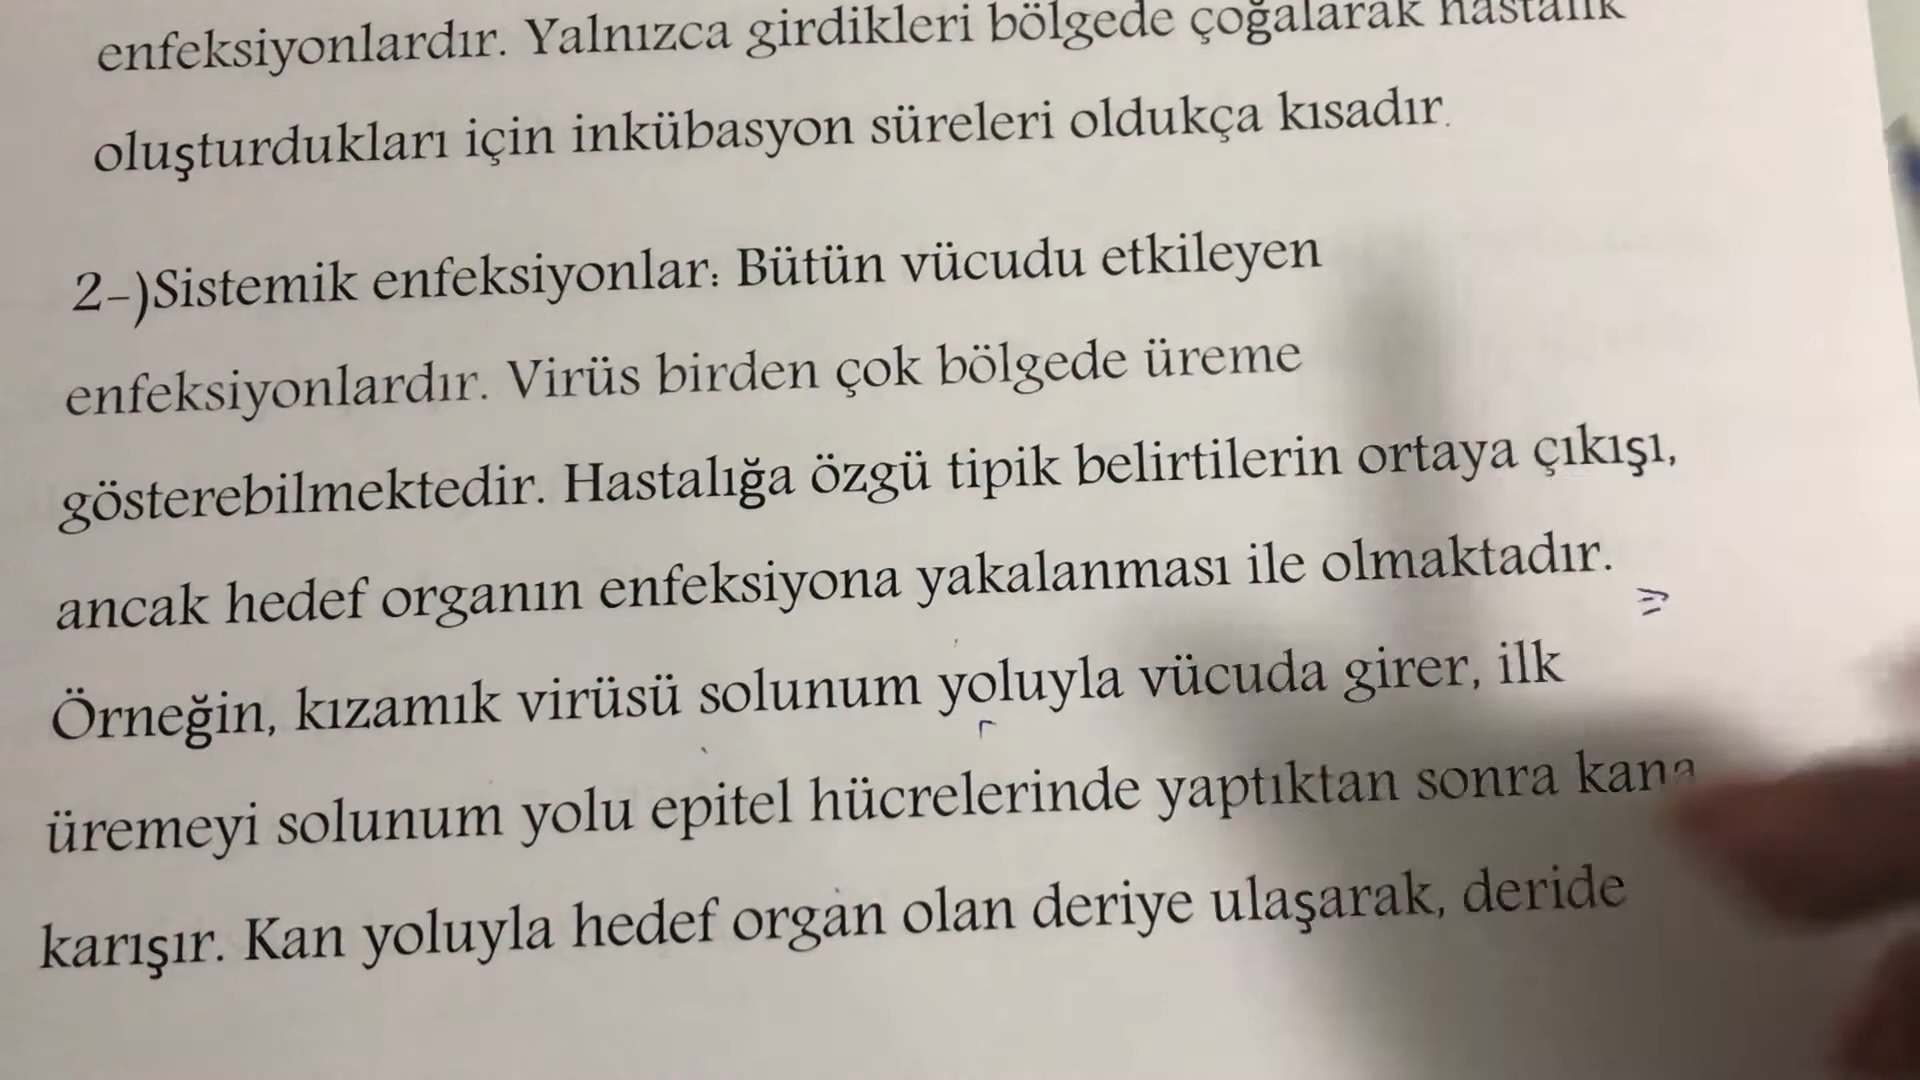 enfeksiyonlardır. Yalnızca girdikleri bölgede çoğalarak hastalık
oluşturdukları için inkübasyon süreleri oldukça kısadır.
2-)Sistemik enfeksiyonlar: Bütün vücudu etkileyen
enfeksiyonlardır. Virüs birden çok bölgede üreme
gösterebilmektedir. Hastalığa özgü tipik belirtilerin ortaya çıkışı,
ancak hedef organın enfeksiyona yakalanması ile olmaktadır.
Örneğin, kızamık virüsü solunum yoluyla vücuda girer, ilk
üremeyi solunum yolu epitel hücrelerinde yaptıktan sonra kana
karışır. Kan yoluyla hedef organ olan deriye ulaşarak, deride